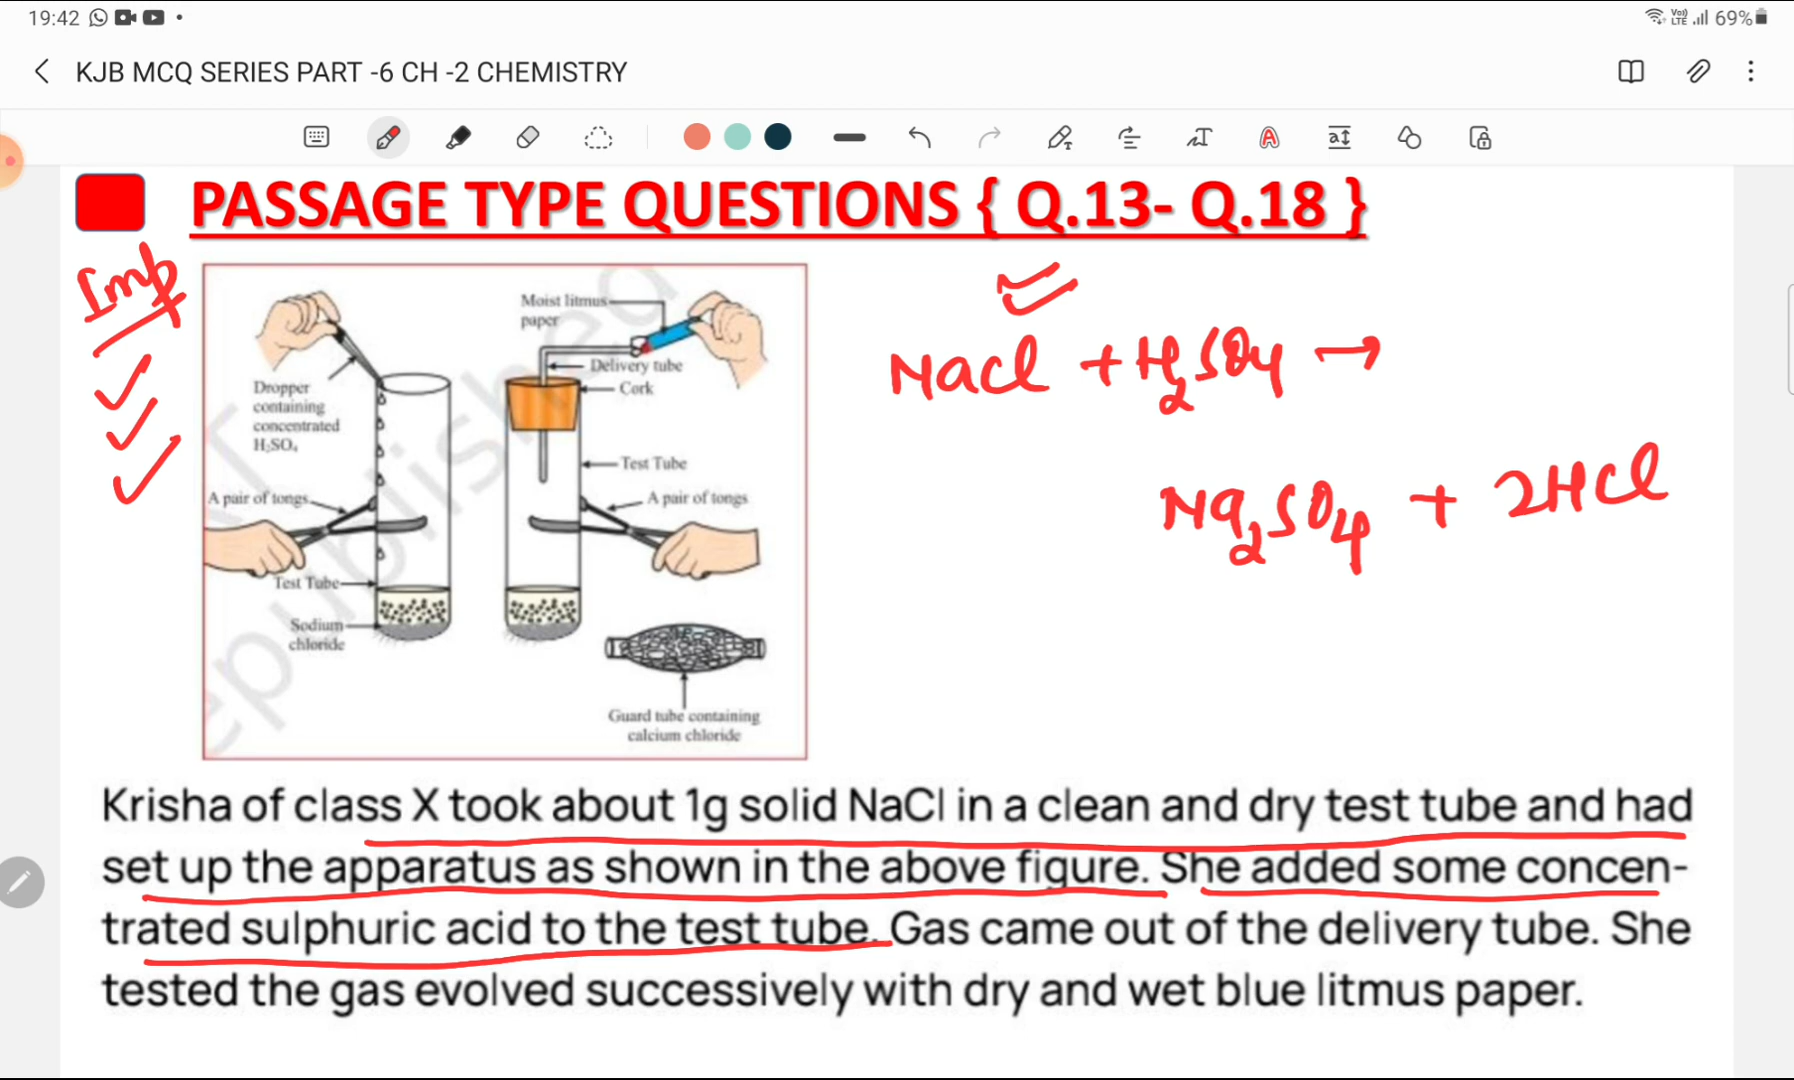 19:42
Vo)) LTE 69%
KJB MCQ SERIES PART -6 CH -2 CHEMISTRY
PASSAGE TYPE QUESTIONS { Q.13- Q.18 }
Imp
Moist litmus
paper
Delivery tube
Cork
Dropper
containing
concentrated
H₂SO₄
Test Tube
A pair of tongs
A pair of tongs
Test Tube
Sodium
chloride
Guard tube containing
calcium chloride
NaCl + H₂SO₄ →
Na₂SO₄ + 2HCl
Krisha of class X took about 1g solid NaCl in a clean and dry test tube and had
set up the apparatus as shown in the above figure. She added some concen-
trated sulphuric acid to the test tube. Gas came out of the delivery tube. She
tested the gas evolved successively with dry and wet blue litmus paper.